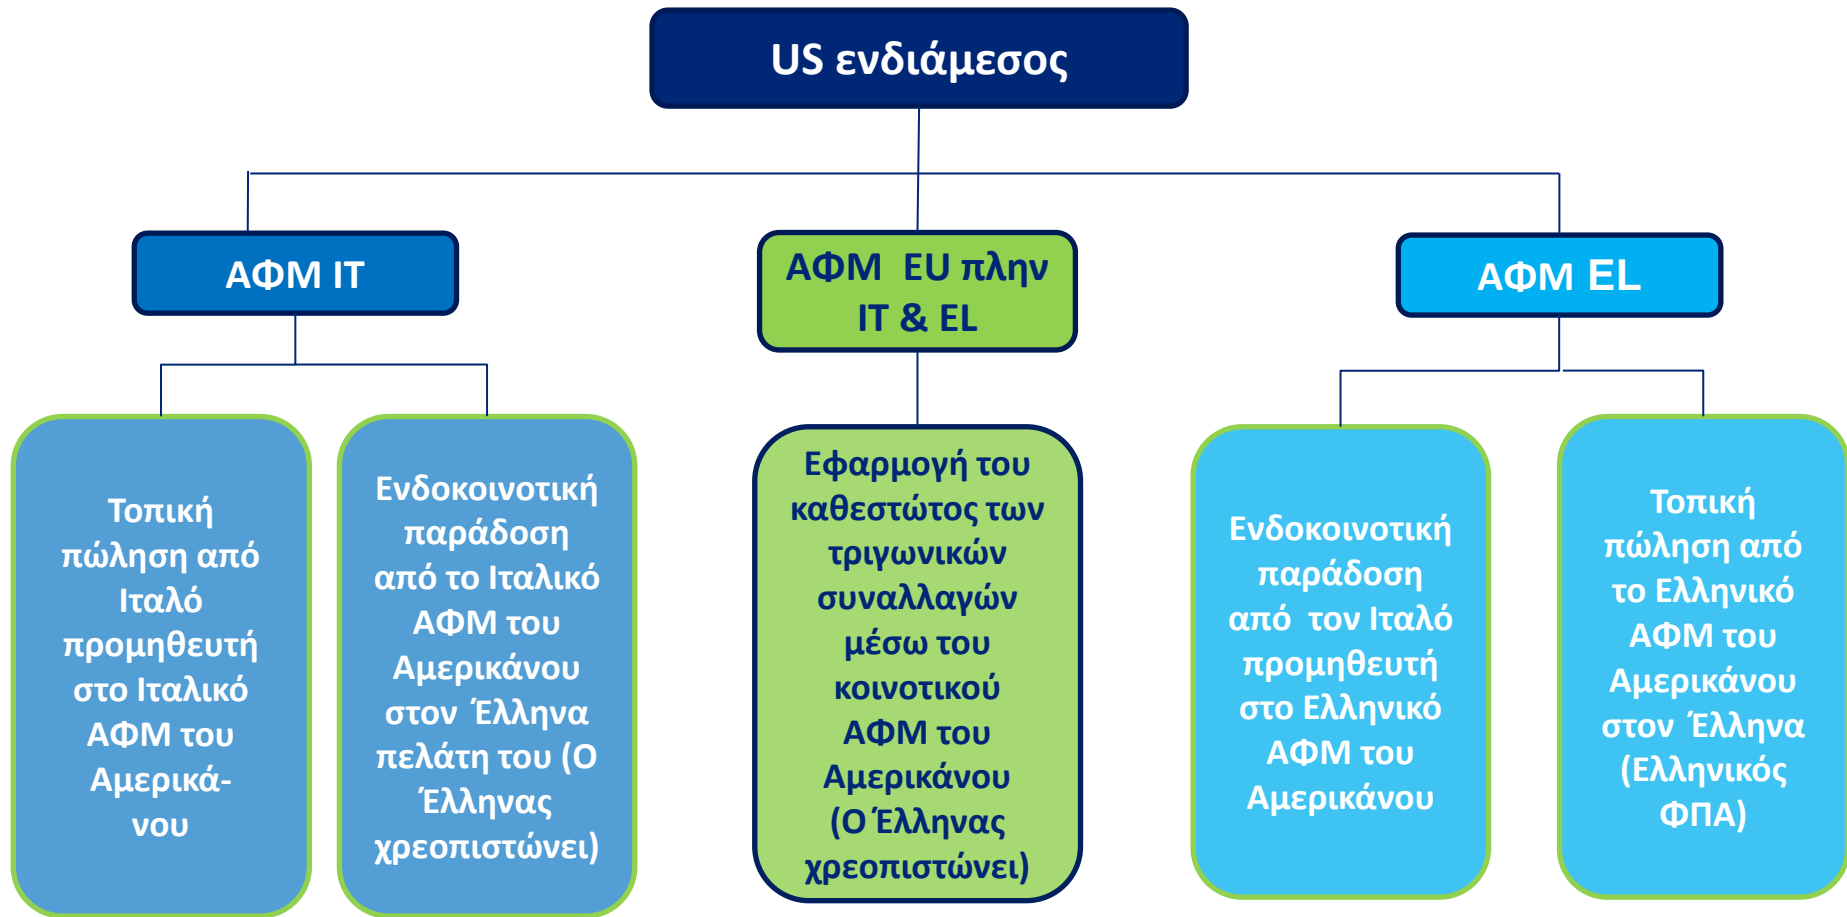 US ενδιάμεσος
ΑΦΜ IT
ΑΦΜ EU πλην
IT & EL
ΑΦΜ EL
Τοπική
πώληση από
Ιταλό
προμηθευτή
στο Ιταλικό
ΑΦΜ του
Αμερικά-
νου
Ενδοκοινοτική
παράδοση
από το Ιταλικό
ΑΦΜ του
Αμερικάνου
στον Έλληνα
πελάτη του (Ο
Έλληνας
χρεοπιστώνει)
Εφαρμογή του
καθεστώτος των
τριγωνικών
συναλλαγών
μέσω του
κοινοτικού
ΑΦΜ του
Αμερικάνου
(Ο Έλληνας
χρεοπιστώνει)
Ενδοκοινοτική
παράδοση
από τον Ιταλό
προμηθευτή
στο Ελληνικό
ΑΦΜ του
Αμερικάνου
Τοπική
πώληση από
το Ελληνικό
ΑΦΜ του
Αμερικάνου
στον Έλληνα
(Ελληνικός
ΦΠΑ)